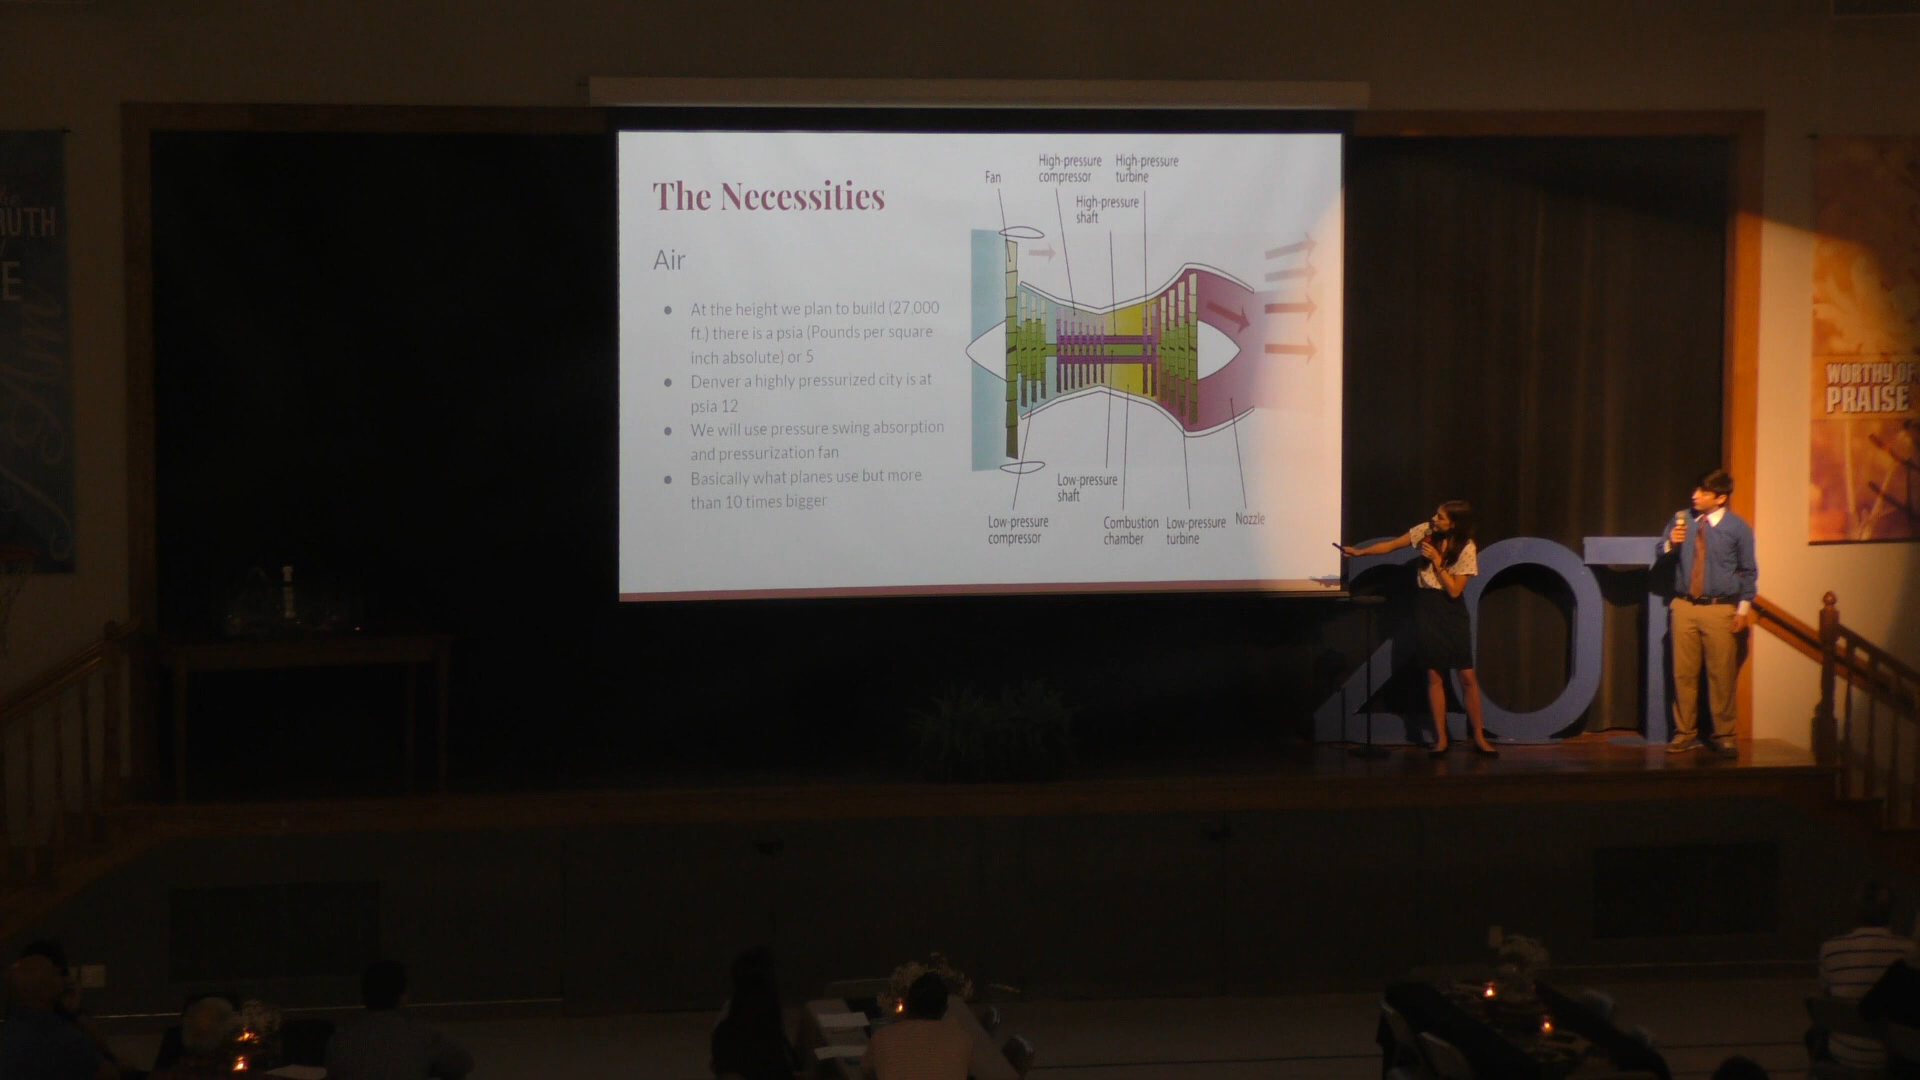 The Necessities
Air
● At the height we plan to build (27,000
ft.) there is a psia (Pounds per square
inch absolute) or 5
● Denver a highly pressurized city is at
psia 12
● We will use pressure swing absorption
and pressurization fan
● Basically what planes use but more
than 10 times bigger
Fan
High-pressure
compressor
High-pressure
turbine
High-pressure
shaft
Low-pressure
shaft
Low-pressure
compressor
Combustion
chamber
Low-pressure
turbine
Nozzle
WORTHY OF
PRAISE
201